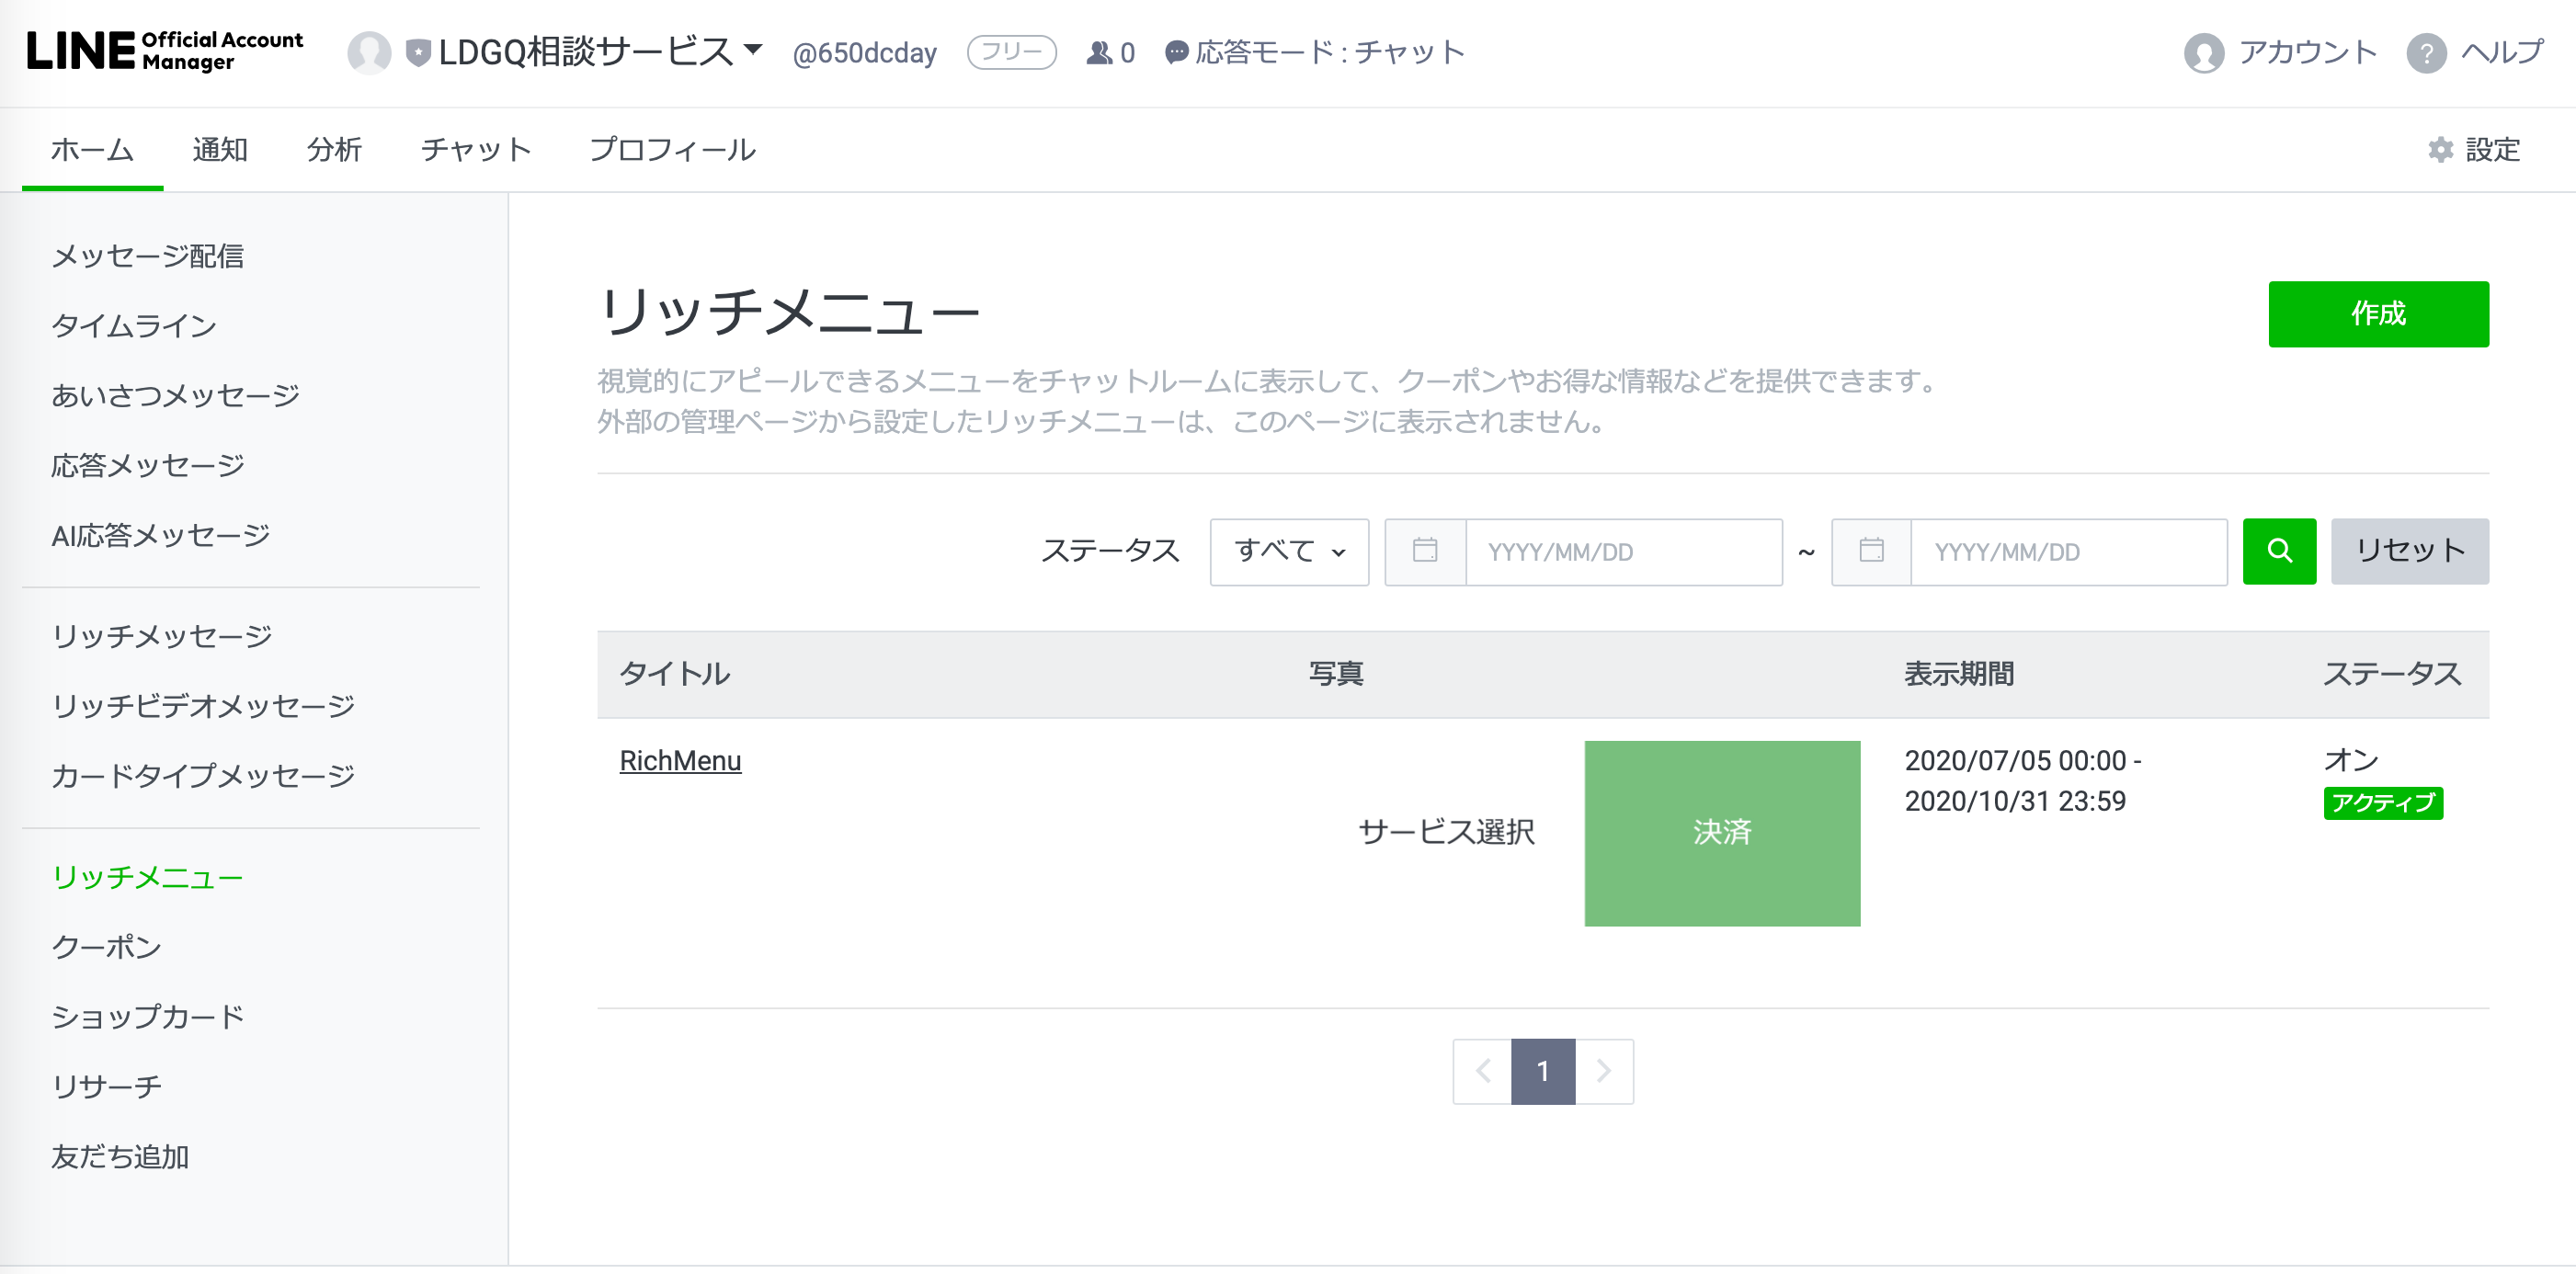 LINE Official Account Manager
LDGQ相談サービス
@650dcday
フリー
0
応答モード : チャット
アカウント
? ヘルプ
ホーム
通知
分析
チャット
プロフィール
設定
メッセージ配信
タイムライン
あいさつメッセージ
応答メッセージ
AI応答メッセージ
リッチメッセージ
リッチビデオメッセージ
カードタイプメッセージ
リッチメニュー
クーポン
ショップカード
リサーチ
友だち追加
リッチメニュー
作成
視覚的にアピールできるメニューをチャットルームに表示して、クーポンやお得な情報などを提供できます。
外部の管理ページから設定したリッチメニューは、このページに表示されません。
ステータス
すべて
YYYY/MM/DD
~
YYYY/MM/DD
リセット
タイトル
写真
表示期間
ステータス
RichMenu
サービス選択
決済
2020/07/05 00:00 -
2020/10/31 23:59
オン
アクティブ
1